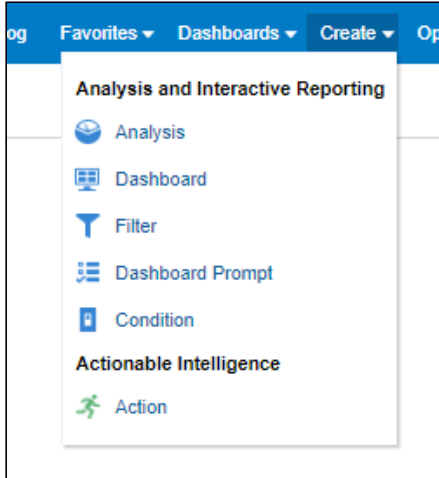 og Favorites Dashboards Create Op
Analysis and Interactive Reporting
Analysis
Dashboard
Filter
Dashboard Prompt
Condition
Actionable Intelligence
Action